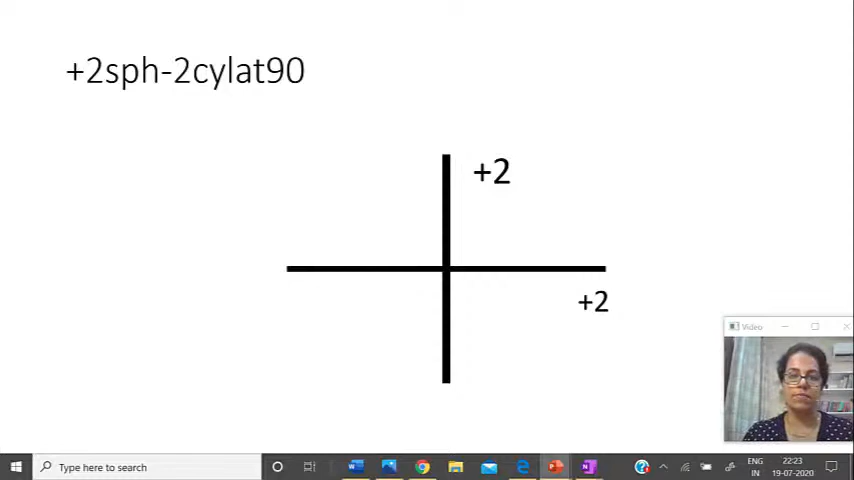 +2sph-2cylat90
+2
+2
Video
Type here to search
ENG
IN
22:23
19-07-2020